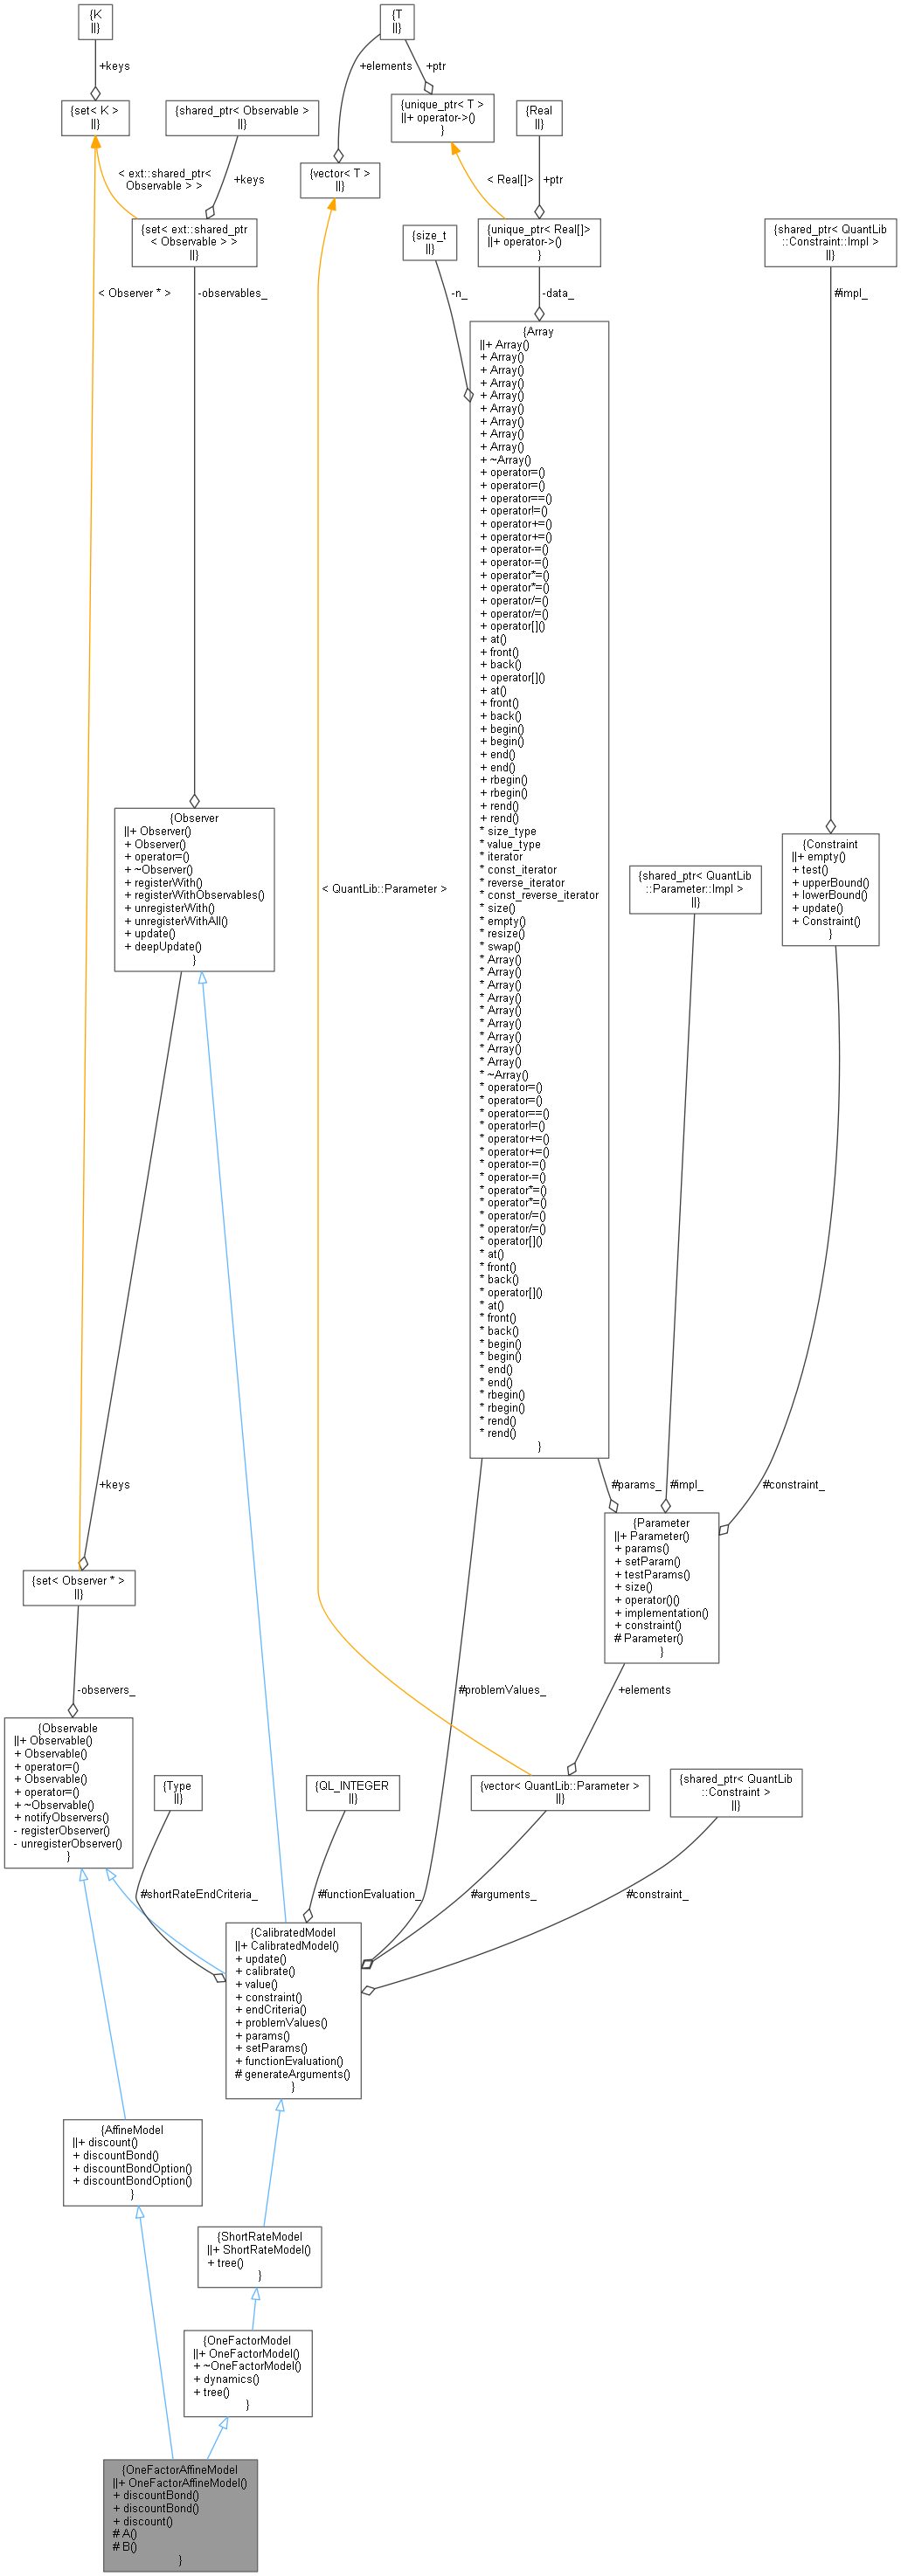 {K
||}
{T
||}
+keys
+elements
+ptr
{set< K >
||}
{shared_ptr< Observable >
||}
{unique_ptr< T >
||+ operator->()
}
{Real
||}
< ext::shared_ptr<
Observable > >
+keys
{vector< T >
||}
< Real[]>
+ptr
{set< ext::shared_ptr
< Observable > >
||}
{size_t
||}
{unique_ptr< Real[]>
||+ operator->()
}
{shared_ptr< QuantLib
::Constraint::Impl >
||}
< Observer * >
-observables_
-n_
-data_
#impl_
{Array
||+ Array()
+ Array()
+ Array()
+ Array()
+ Array()
+ Array()
+ Array()
+ Array()
+ Array()
+ ~Array()
+ operator=()
+ operator=()
+ operator==()
+ operator!=()
+ operator+=()
+ operator+=()
+ operator-=()
+ operator-=()
+ operator*=()
+ operator*=()
+ operator/=()
+ operator/=()
+ operator[]()
+ at()
+ front()
+ back()
+ operator[]()
+ at()
+ front()
+ back()
+ begin()
+ begin()
+ end()
+ end()
+ rbegin()
+ rbegin()
+ rend()
+ rend()
* size_type
* value_type
* iterator
* const_iterator
* reverse_iterator
* const_reverse_iterator
* size()
* empty()
* resize()
* swap()
* Array()
* Array()
* Array()
* Array()
* Array()
* Array()
* Array()
* Array()
* Array()
* ~Array()
* operator=()
* operator=()
* operator==()
* operator!=()
* operator+=()
* operator+=()
* operator-=()
* operator-=()
* operator*=()
* operator*=()
* operator/=()
* operator/=()
* operator[]()
* at()
* front()
* back()
* operator[]()
* at()
* front()
* back()
* begin()
* begin()
* end()
* end()
* rbegin()
* rbegin()
* rend()
* rend()
}
{Observer
||+ Observer()
+ Observer()
+ operator=()
+ ~Observer()
+ registerWith()
+ registerWithObservables()
+ unregisterWith()
+ unregisterWithAll()
+ update()
+ deepUpdate()
}
< QuantLib::Parameter >
{shared_ptr< QuantLib
::Parameter::Impl >
||}
{Constraint
||+ empty()
+ test()
+ upperBound()
+ lowerBound()
+ update()
+ Constraint()
}
+keys
#params_
#impl_
#constraint_
{set< Observer * >
||}
{Parameter
||+ Parameter()
+ params()
+ setParam()
+ testParams()
+ size()
+ operator()()
+ implementation()
+ constraint()
# Parameter()
}
-observers_
#problemValues_
+elements
{Observable
||+ Observable()
+ Observable()
+ operator=()
+ Observable()
+ operator=()
+ ~Observable()
+ notifyObservers()
- registerObserver()
- unregisterObserver()
}
{Type
||}
{QL_INTEGER
||}
{vector< QuantLib::Parameter >
||}
{shared_ptr< QuantLib
::Constraint >
||}
#shortRateEndCriteria_
#functionEvaluation_
#arguments_
#constraint_
{CalibratedModel
||+ CalibratedModel()
+ update()
+ calibrate()
+ value()
+ constraint()
+ endCriteria()
+ problemValues()
+ params()
+ setParams()
+ functionEvaluation()
# generateArguments()
}
{AffineModel
||+ discount()
+ discountBond()
+ discountBondOption()
+ discountBondOption()
}
{ShortRateModel
||+ ShortRateModel()
+ tree()
}
{OneFactorModel
||+ OneFactorModel()
+ ~OneFactorModel()
+ dynamics()
+ tree()
}
{OneFactorAffineModel
||+ OneFactorAffineModel()
+ discountBond()
+ discountBond()
+ discount()
# A()
# B()
}